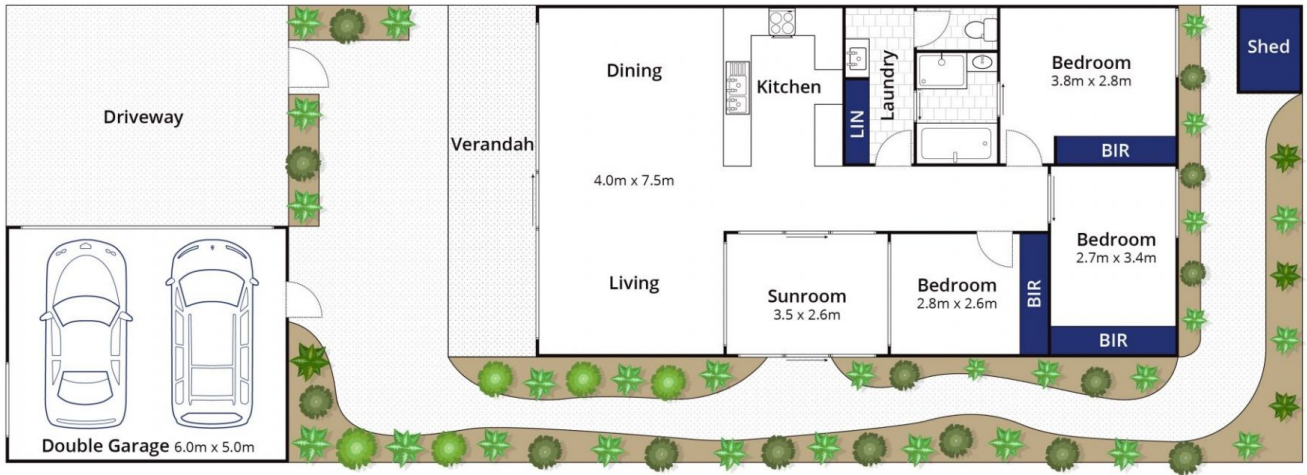 Driveway
Double Garage 6.0m x 5.0m
Verandah
Dining
4.0m x 7.5m
Living
Kitchen
LIN
Laundry
Sunroom
3.5 x 2.6m
Bedroom
2.8m x 2.6m
BIR
Bedroom
3.8m x 2.8m
BIR
Bedroom
2.7m x 3.4m
BIR
Shed